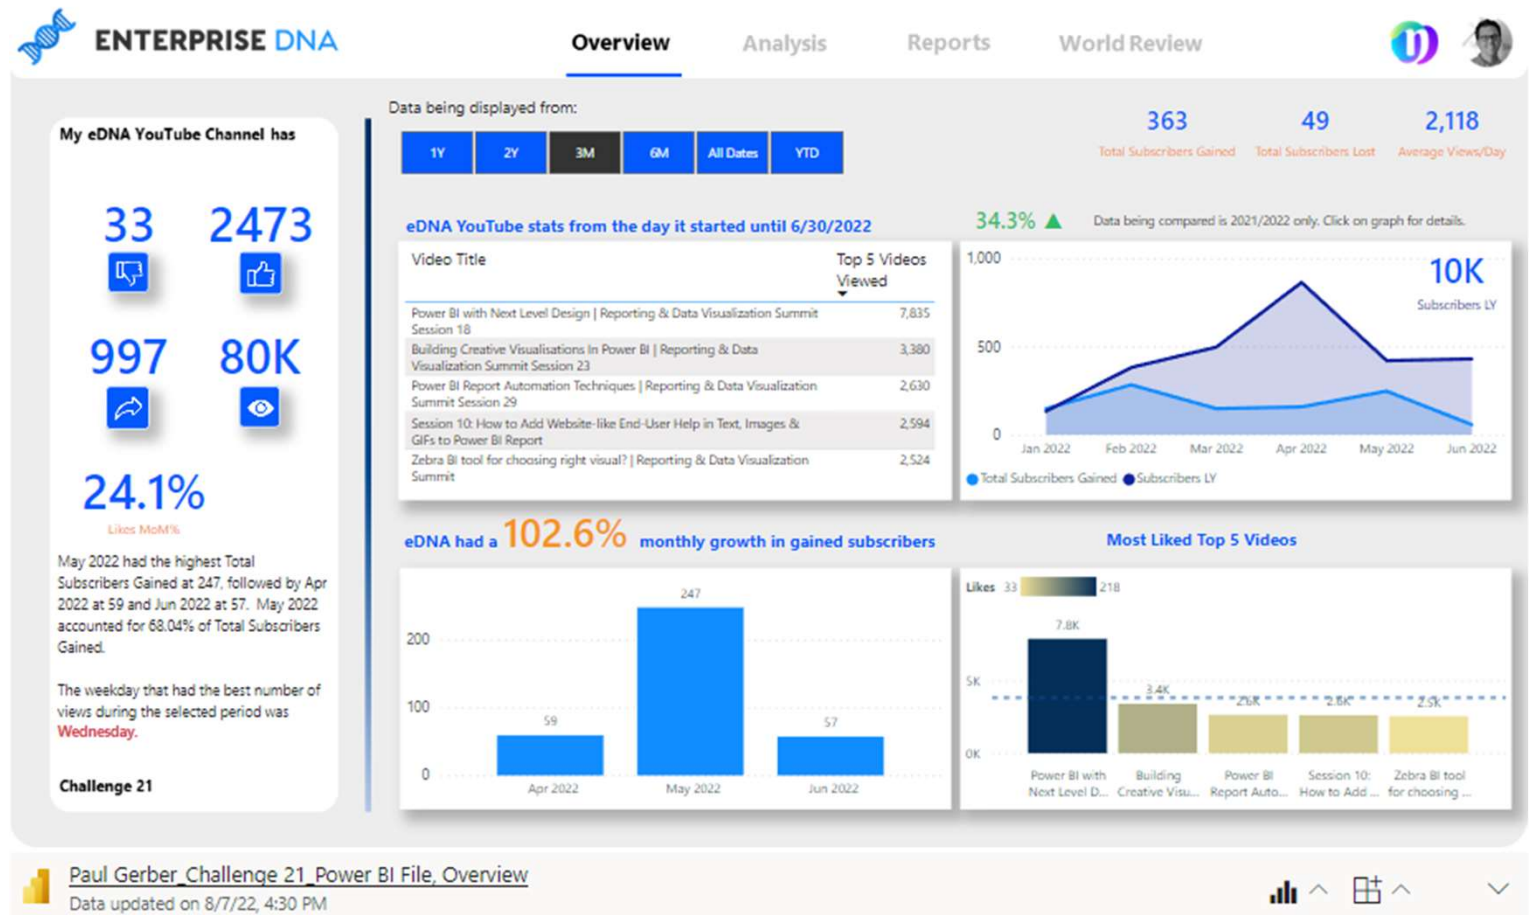 ENTERPRISE DNA
Overview
Analysis
Reports
World Review
My eDNA YouTube Channel has
33
2473
997
80K
24.1%
Likes MoM%
May 2022 had the highest Total
Subscribers Gained at 247, followed by Apr
2022 at 59 and Jun 2022 at 57. May 2022
accounted for 68.04% of Total Subscribers
Gained.
The weekday that had the best number of
views during the selected period was
Wednesday.
Challenge 21
Data being displayed from:
1Y
2Y
3M
6M
All Dates
YTD
363
Total Subscribers Gained
49
Total Subscribers Lost
2,118
Average Views/Day
eDNA YouTube stats from the day it started until 6/30/2022
Video Title
Top 5 Videos
Viewed
Power BI with Next Level Design | Reporting & Data Visualization Summit
Session 18
7,835
Building Creative Visualisations In Power BI | Reporting & Data
Visualization Summit Session 23
3,380
Power BI Report Automation Techniques | Reporting & Data Visualization
Summit Session 29
2,630
Session 10: How to Add Website-like End-User Help in Text, Images &
GIFs to Power BI Report
2,594
Zebra BI tool for choosing right visual? | Reporting & Data Visualization
Summit
2,524
34.3%
Data being compared is 2021/2022 only. Click on graph for details.
1,000
500
0
10K
Subscribers LY
Jan 2022
Feb 2022
Mar 2022
Apr 2022
May 2022
Jun 2022
Total Subscribers Gained
Subscribers LY
eDNA had a 102.6% monthly growth in gained subscribers
200
100
0
59
247
57
Apr 2022
May 2022
Jun 2022
Most Liked Top 5 Videos
Likes 33
218
5K
0K
7.8K
3.4K
2.6K
2.6K
2.5K
Power BI with
Next Level D...
Building
Creative Visu...
Power BI
Report Auto...
Session 10:
How to Add ...
Zebra BI tool
for choosing ...
Paul Gerber_Challenge 21_Power BI File, Overview
Data updated on 8/7/22, 4:30 PM